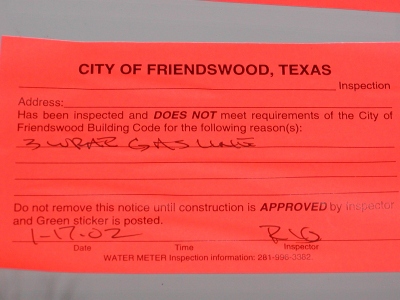 CITY OF FRIENDSWOOD, TEXAS
Inspection
Address:
Has been inspected and DOES NOT meet requirements of the City of
Friendswood Building Code for the following reason(s):
3 WRAP GAS LINE
Do not remove this notice until construction is APPROVED by Inspector
and Green sticker is posted.
1-17-02 RIO
Date Time Inspector
WATER METER Inspection information: 281-996-3382